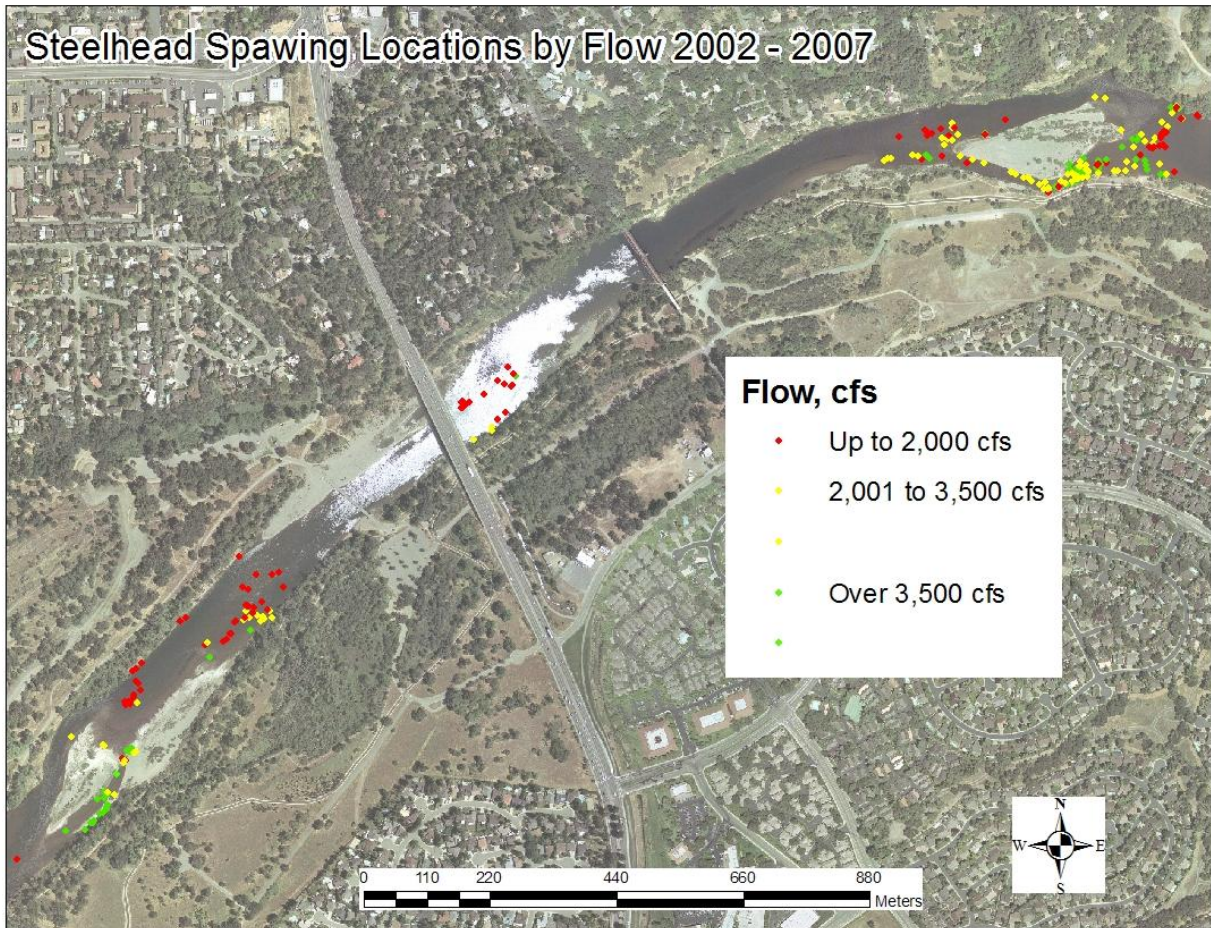 Steelhead Spawing Locations by Flow 2002 - 2007
Flow, cfs
Up to 2,000 cfs
2,001 to 3,500 cfs
Over 3,500 cfs
N
W E
S
0 110 220 440 660 880
Meters